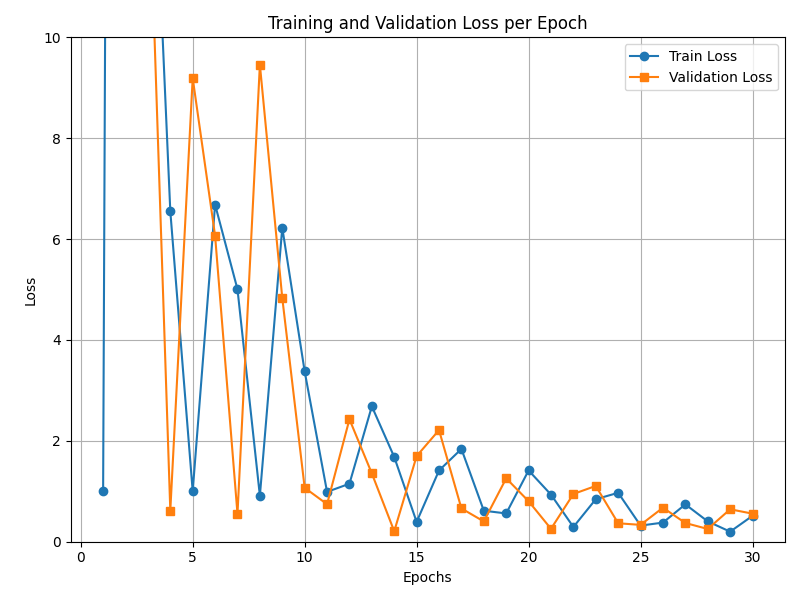 Training and Validation Loss per Epoch
Train Loss
Validation Loss
Loss
10
8
6
4
2
0
0 5 10 15 20 25 30
Epochs